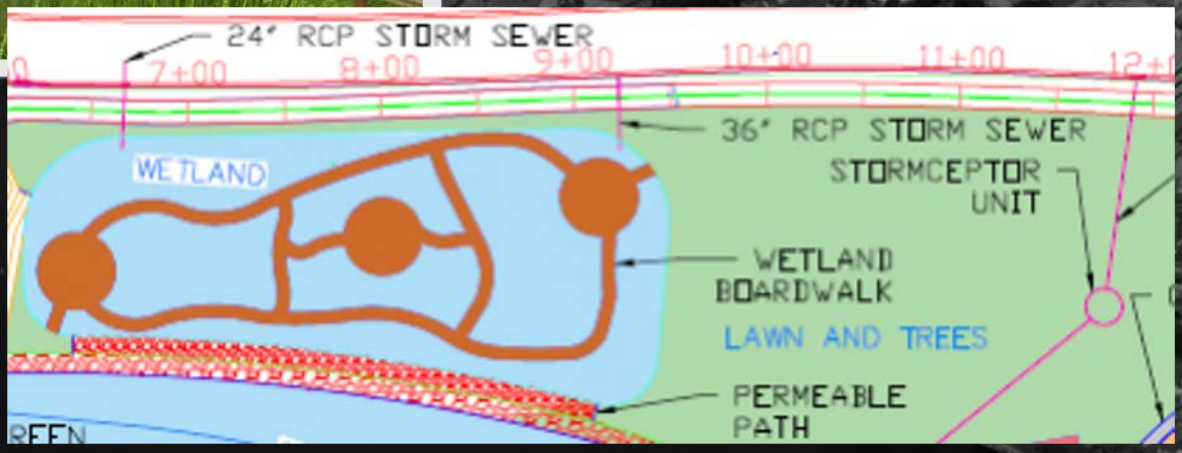 24" RCP STORM SEWER
7+00 8+00 9+00 10+00 11+00
36" RCP STORM SEWER
WETLAND
STORMCEPTOR
UNIT
WETLAND
BOARDWALK
LAWN AND TREES
PERMEABLE
PATH